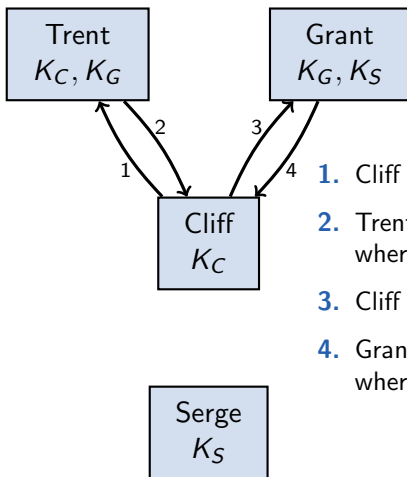 Trent
K_C, K_G
Grant
K_G, K_S
1
2
3
4
Cliff
K_C
1. Cliff
2. Trent
wher
3. Cliff
4. Gran
wher
Serge
K_S